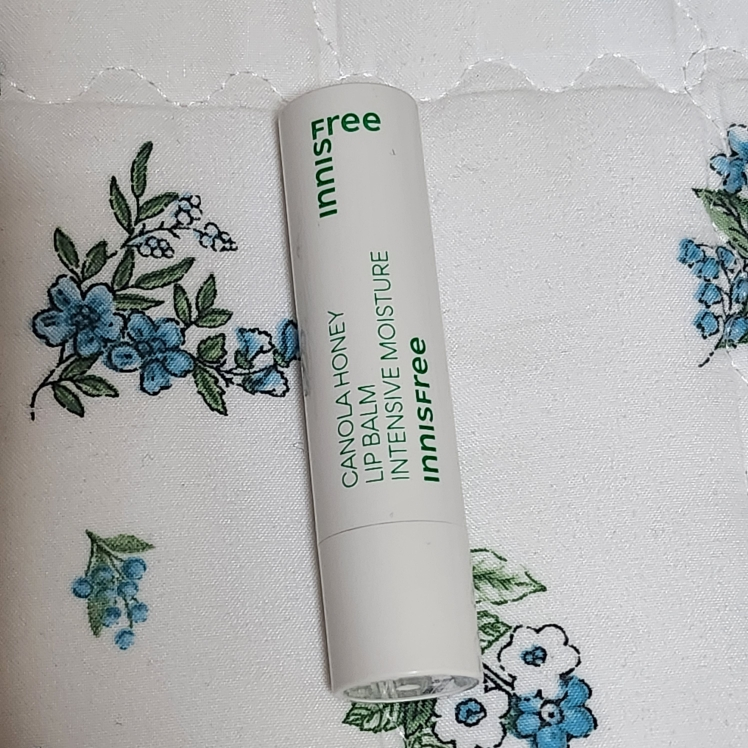 innisFree
CANOLA HONEY
LIP BALM
INTENSIVE MOISTURE
innisFree